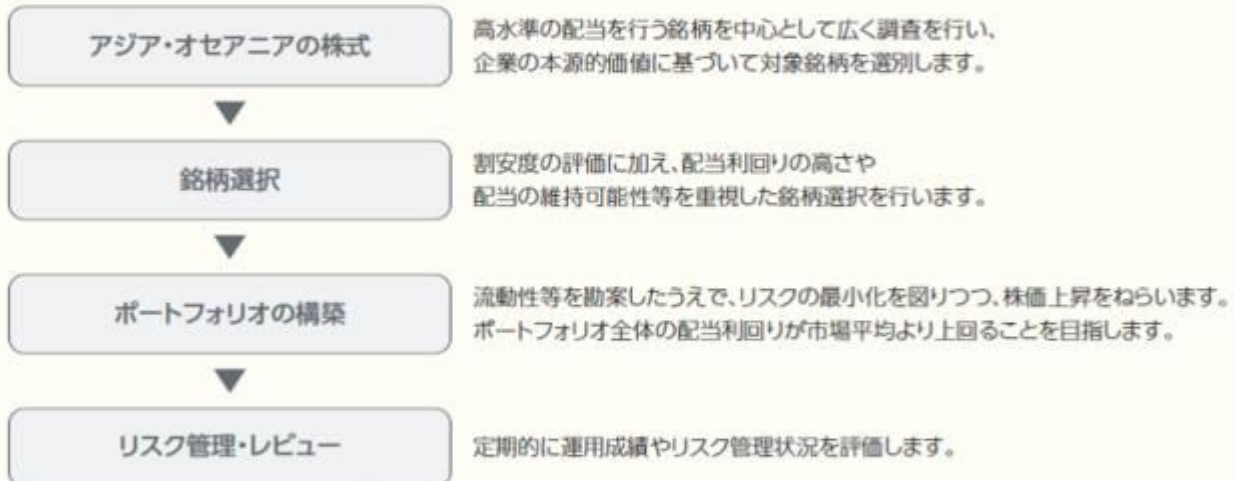 アジア・オセアニアの株式
高水準の配当を行う銘柄を中心として広く調査を行い、
企業の本源的価値に基づいて対象銘柄を選別します。
銘柄選択
割安度の評価に加え、配当利回りの高さや
配当の維持可能性等を重視した銘柄選択を行います。
ポートフォリオの構築
流動性等を勘案したうえで、リスクの最小化を図りつつ、株価上昇をねらいます。
ポートフォリオ全体の配当利回りが市場平均より上回ることを目指します。
リスク管理・レビュー
定期的に運用成績やリスク管理状況を評価します。